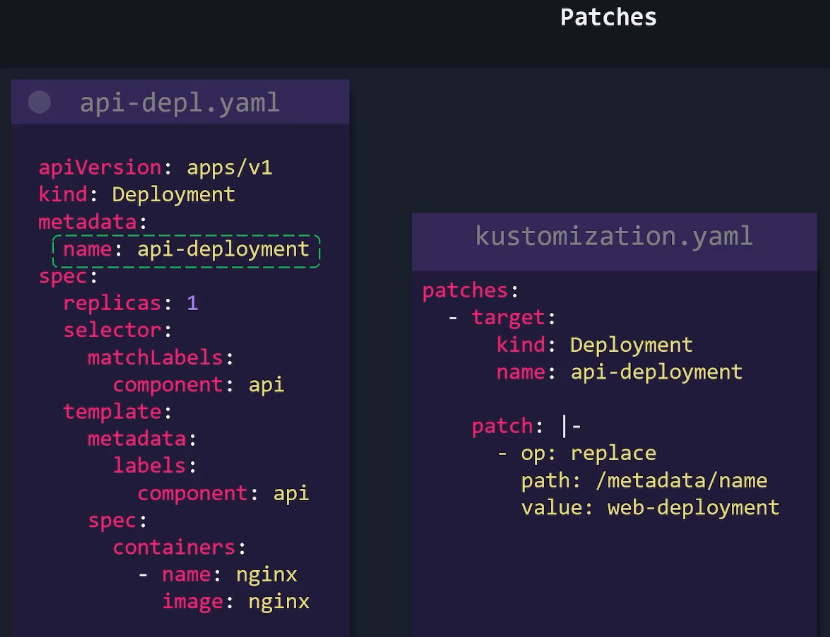 Patches
api-depl.yaml
apiVersion: apps/v1
kind: Deployment
metadata:
  name: api-deployment
spec:
  replicas: 1
  selector:
    matchLabels:
      component: api
  template:
    metadata:
      labels:
        component: api
    spec:
      containers:
        - name: nginx
          image: nginx
kustomization.yaml
patches:
  - target:
      kind: Deployment
      name: api-deployment
    patch: |-
      - op: replace
        path: /metadata/name
        value: web-deployment